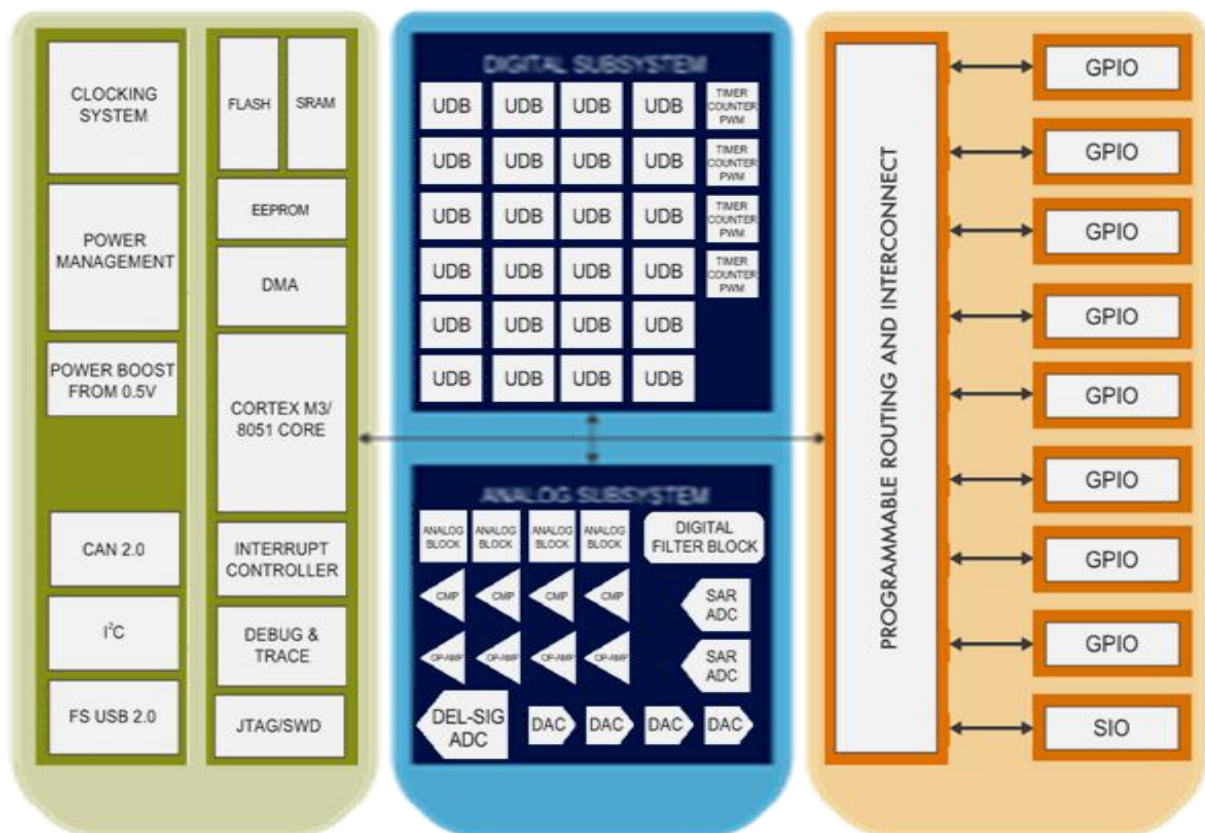 CLOCKING
SYSTEM
POWER
MANAGEMENT
POWER BOOST
FROM 0.5V
CAN 2.0
I²C
FS USB 2.0
FLASH
SRAM
EEPROM
DMA
CORTEX M3/
8051 CORE
INTERRUPT
CONTROLLER
DEBUG &
TRACE
JTAG/SWD
DIGITAL SUBSYSTEM
UDB UDB UDB UDB
TIMER
COUNTER
PWM
UDB UDB UDB UDB
TIMER
COUNTER
PWM
UDB UDB UDB UDB
TIMER
COUNTER
PWM
UDB UDB UDB UDB
TIMER
COUNTER
PWM
UDB UDB UDB UDB
UDB UDB UDB UDB
ANALOG SUBSYSTEM
ANALOG
BLOCK
ANALOG
BLOCK
ANALOG
BLOCK
ANALOG
BLOCK
DIGITAL
FILTER BLOCK
CMP CMP CMP CMP
SAR
ADC
OP-AMP OP-AMP OP-AMP OP-AMP
SAR
ADC
DEL-SIG
ADC
DAC DAC DAC DAC
PROGRAMMABLE ROUTING AND INTERCONNECT
GPIO
GPIO
GPIO
GPIO
GPIO
GPIO
GPIO
GPIO
SIO